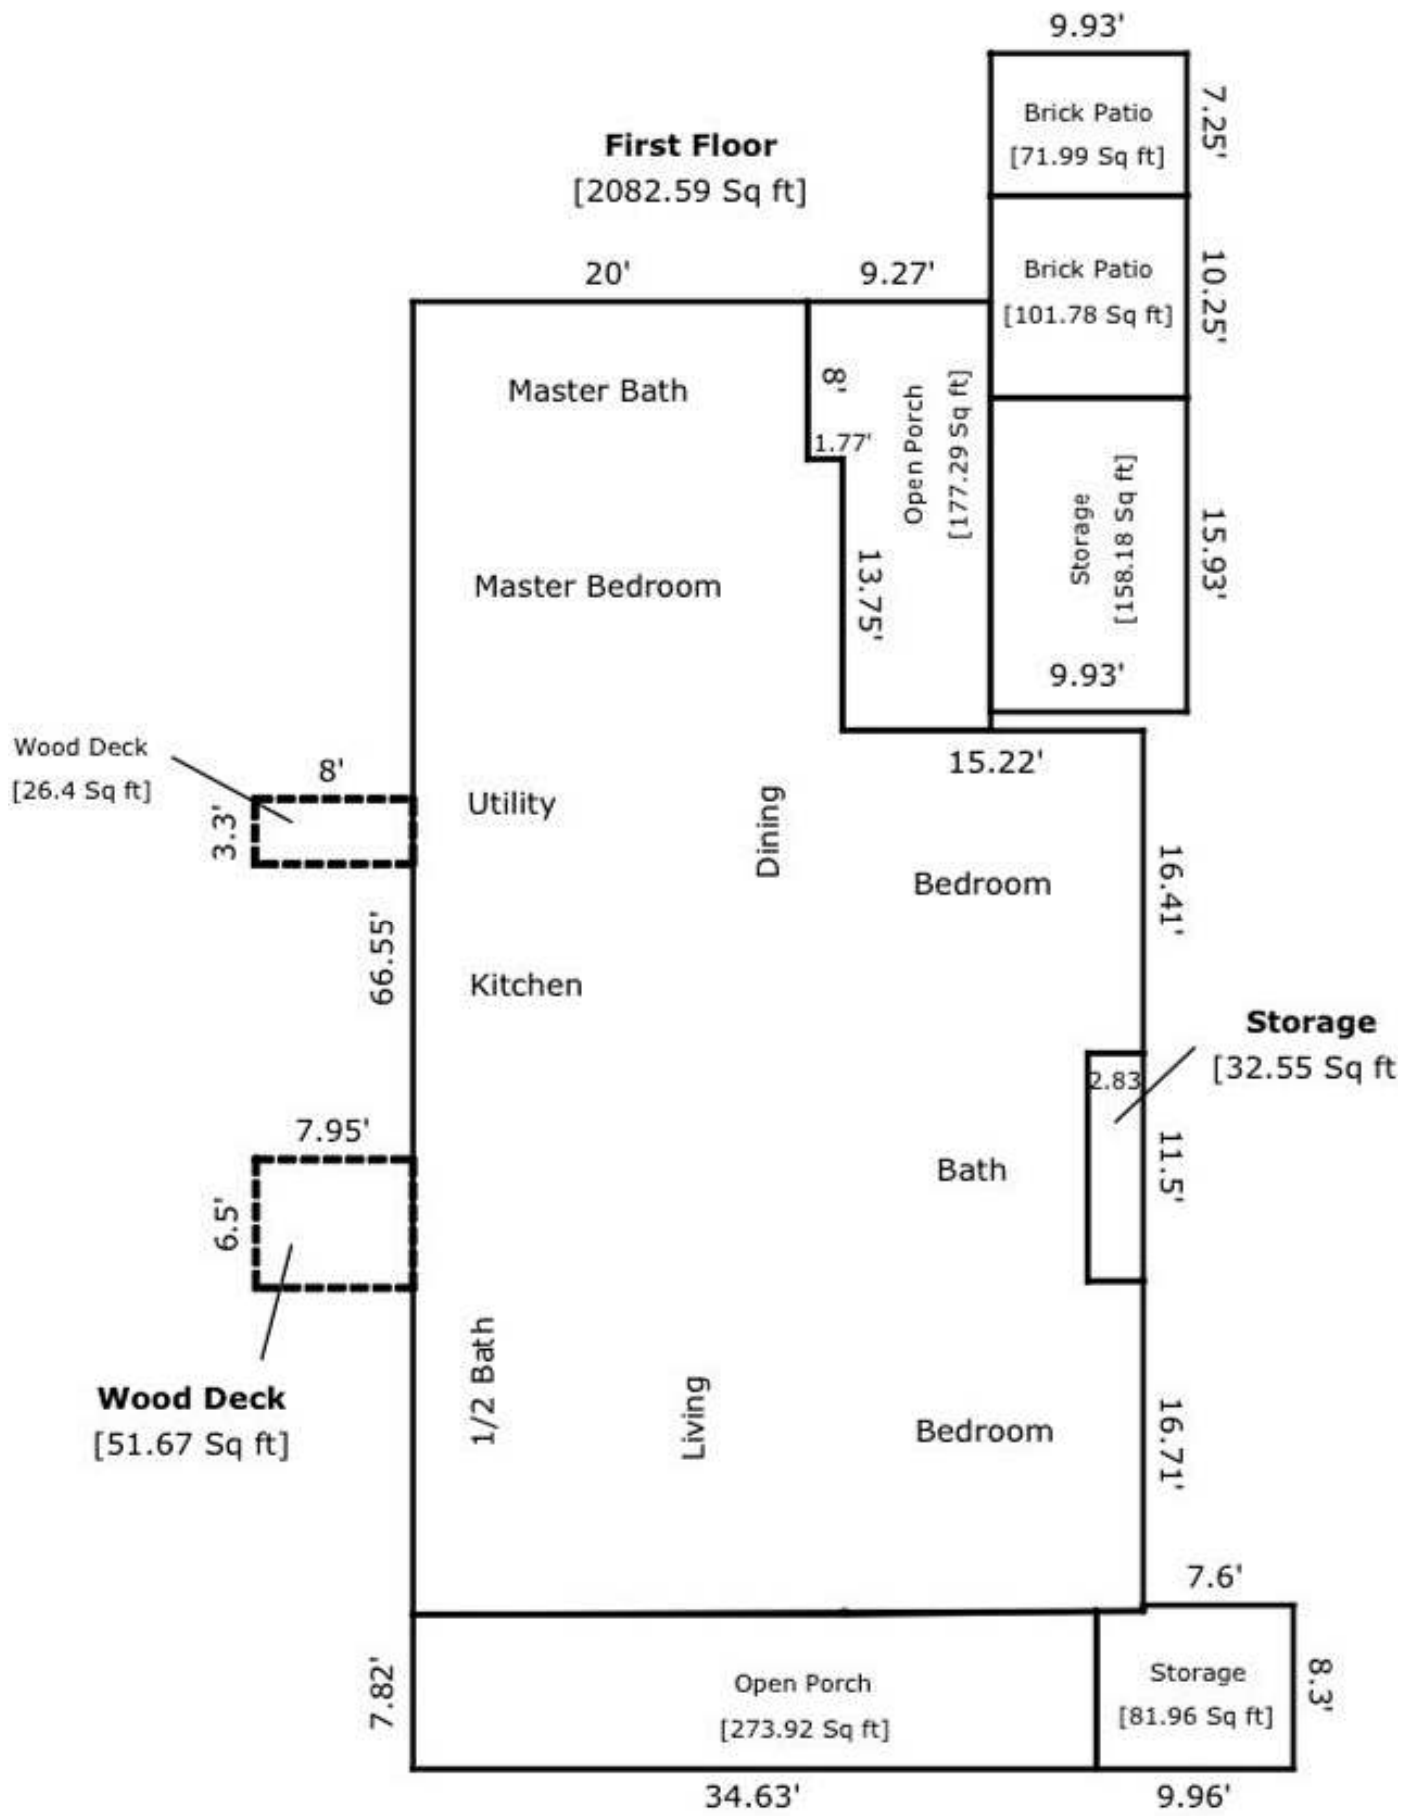 9.93'
Brick Patio
[71.99 Sq ft]
7.25'
First Floor
[2082.59 Sq ft]
20'
9.27'
Brick Patio
[101.78 Sq ft]
10.25'
Master Bath
8'
1.77'
Open Porch
[177.29 Sq ft]
Storage
[158.18 Sq ft]
15.93'
9.93'
Master Bedroom
13.75'
15.22'
Wood Deck
[26.4 Sq ft]
8'
3.3'
Utility
Dining
Bedroom
16.41'
66.55'
Kitchen
Storage
[32.55 Sq ft
2.83
11.5'
7.95'
6.5'
Bath
Wood Deck
[51.67 Sq ft]
1/2 Bath
Living
Bedroom
16.71'
7.6'
7.82'
Open Porch
[273.92 Sq ft]
Storage
[81.96 Sq ft]
8.3'
34.63'
9.96'